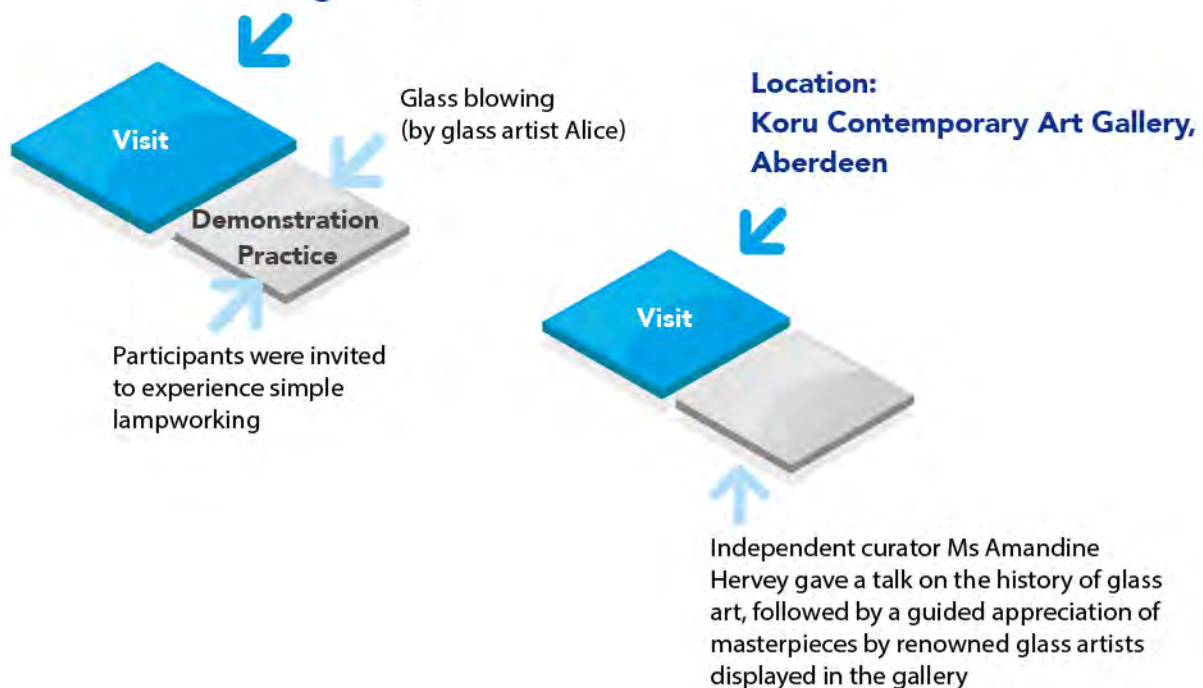 Visit
Glass blowing
(by glass artist Alice)
Demonstration
Practice
Participants were invited
to experience simple
lampworking
Location:
Koru Contemporary Art Gallery,
Aberdeen
Visit
Independent curator Ms Amandine
Hervey gave a talk on the history of glass
art, followed by a guided appreciation of
masterpieces by renowned glass artists
displayed in the gallery